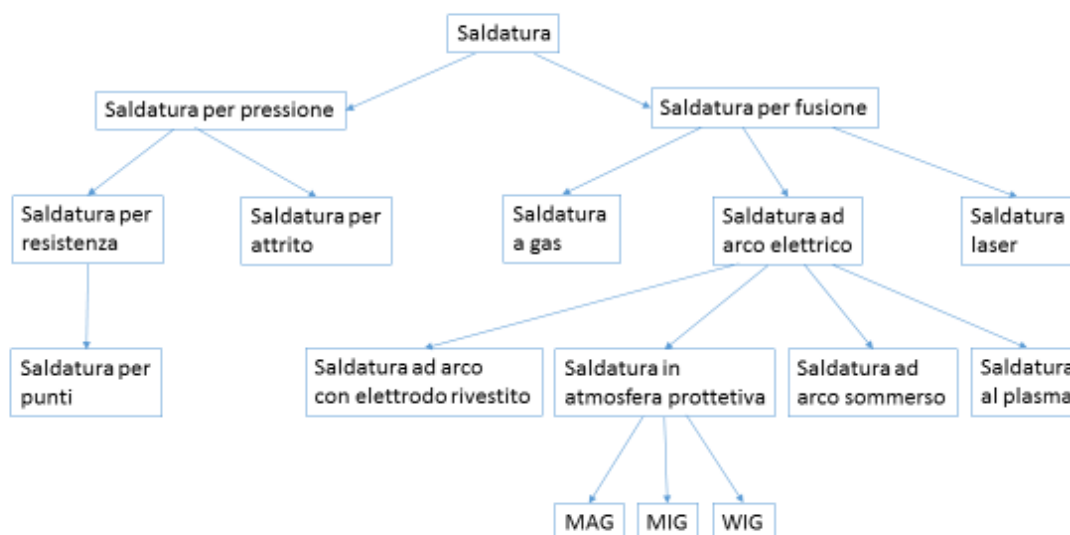 Saldatura
Saldatura per pressione
Saldatura per fusione
Saldatura per
resistenza
Saldatura per
attrito
Saldatura
a gas
Saldatura ad
arco elettrico
Saldatura
laser
Saldatura per
punti
Saldatura ad arco
con elettrodo rivestito
Saldatura in
atmosfera prottetiva
Saldatura ad
arco sommerso
Saldatura
al plasma
MAG
MIG
WIG